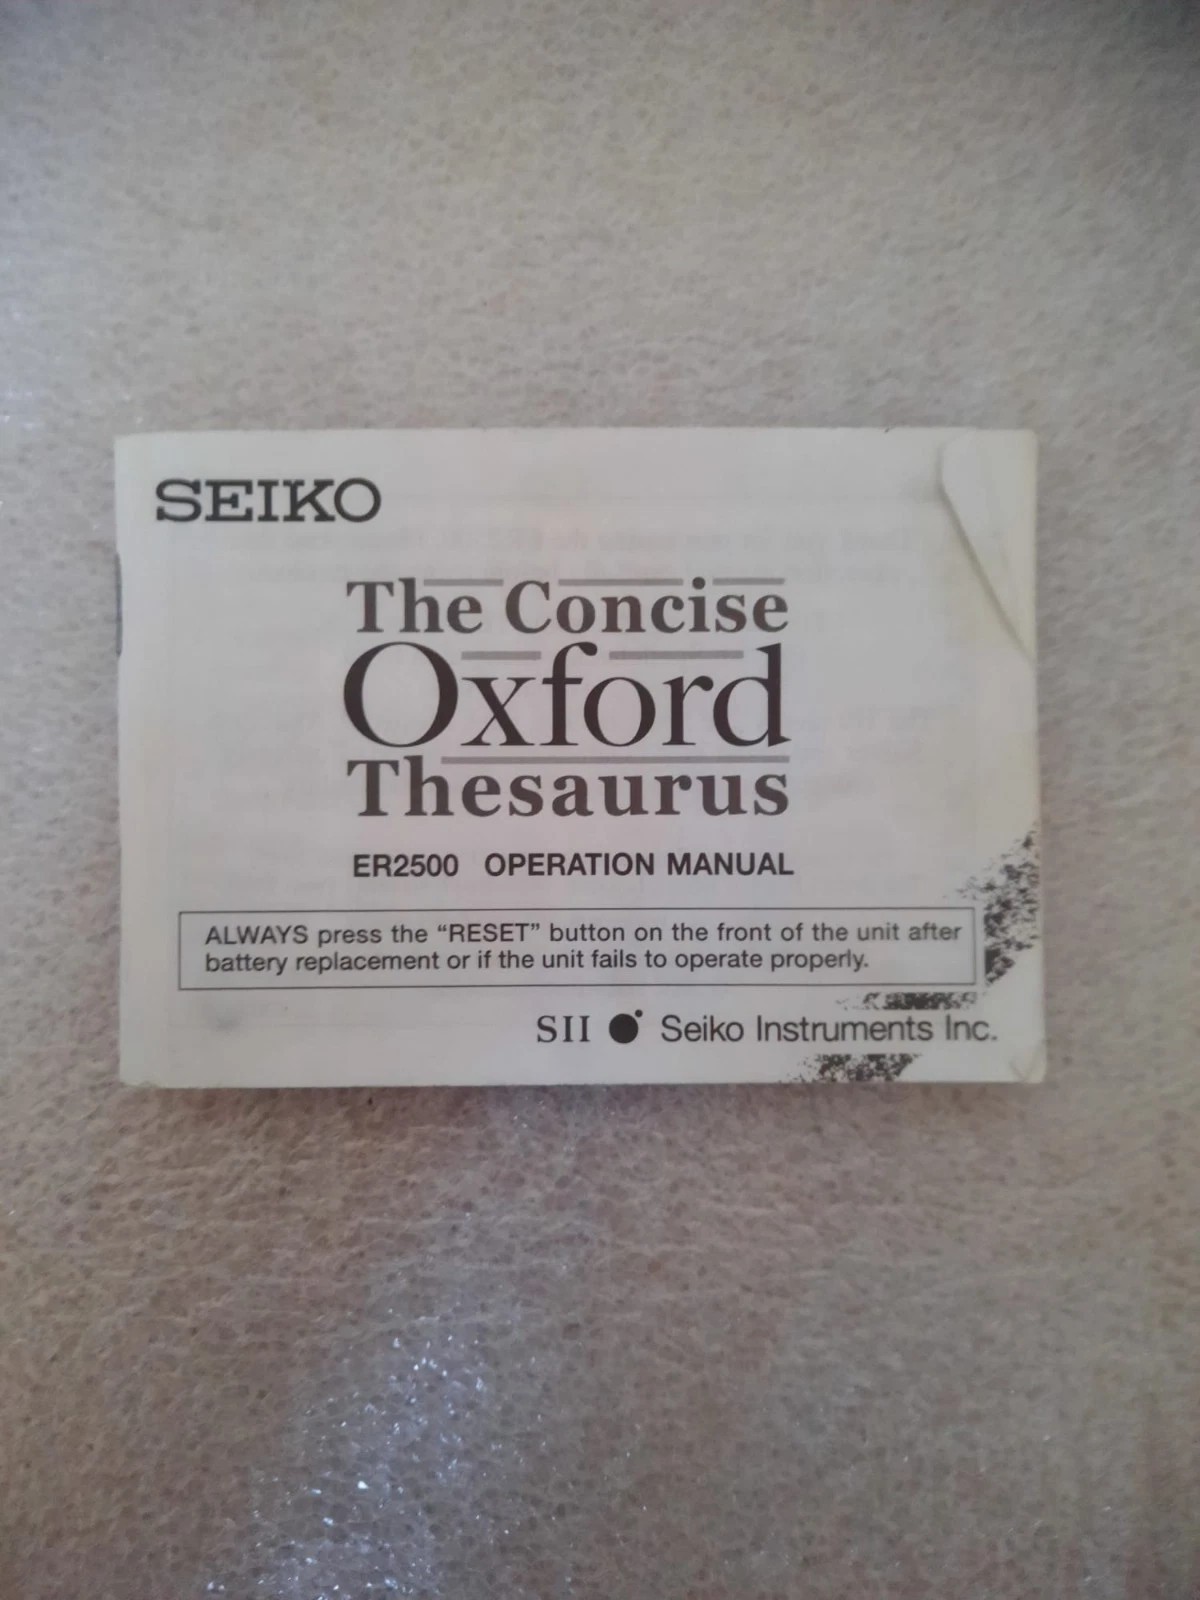 SEIKO
The Concise
Oxford
Thesaurus
ER2500 OPERATION MANUAL
ALWAYS press the “RESET” button on the front of the unit after
battery replacement or if the unit fails to operate properly.
SII Seiko Instruments Inc.